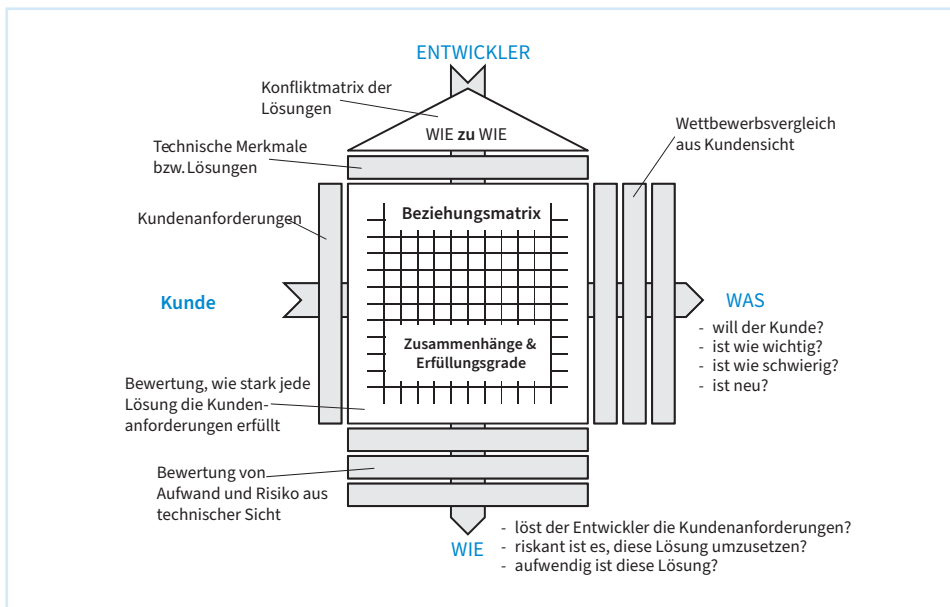 ENTWICKLER
Konfliktmatrix der
Lösungen
WIE zu WIE
Wettbewerbsvergleich
aus Kundensicht
Technische Merkmale
bzw. Lösungen
Kundenanforderungen
Beziehungsmatrix
Kunde
WAS
- will der Kunde?
- ist wie wichtig?
- ist wie schwierig?
- ist neu?
Zusammenhänge &
Erfüllungsgrade
Bewertung, wie stark jede
Lösung die Kunden-
anforderungen erfüllt
Bewertung von
Aufwand und Risiko aus
technischer Sicht
WIE
- löst der Entwickler die Kundenanforderungen?
- riskant ist es, diese Lösung umzusetzen?
- aufwendig ist diese Lösung?